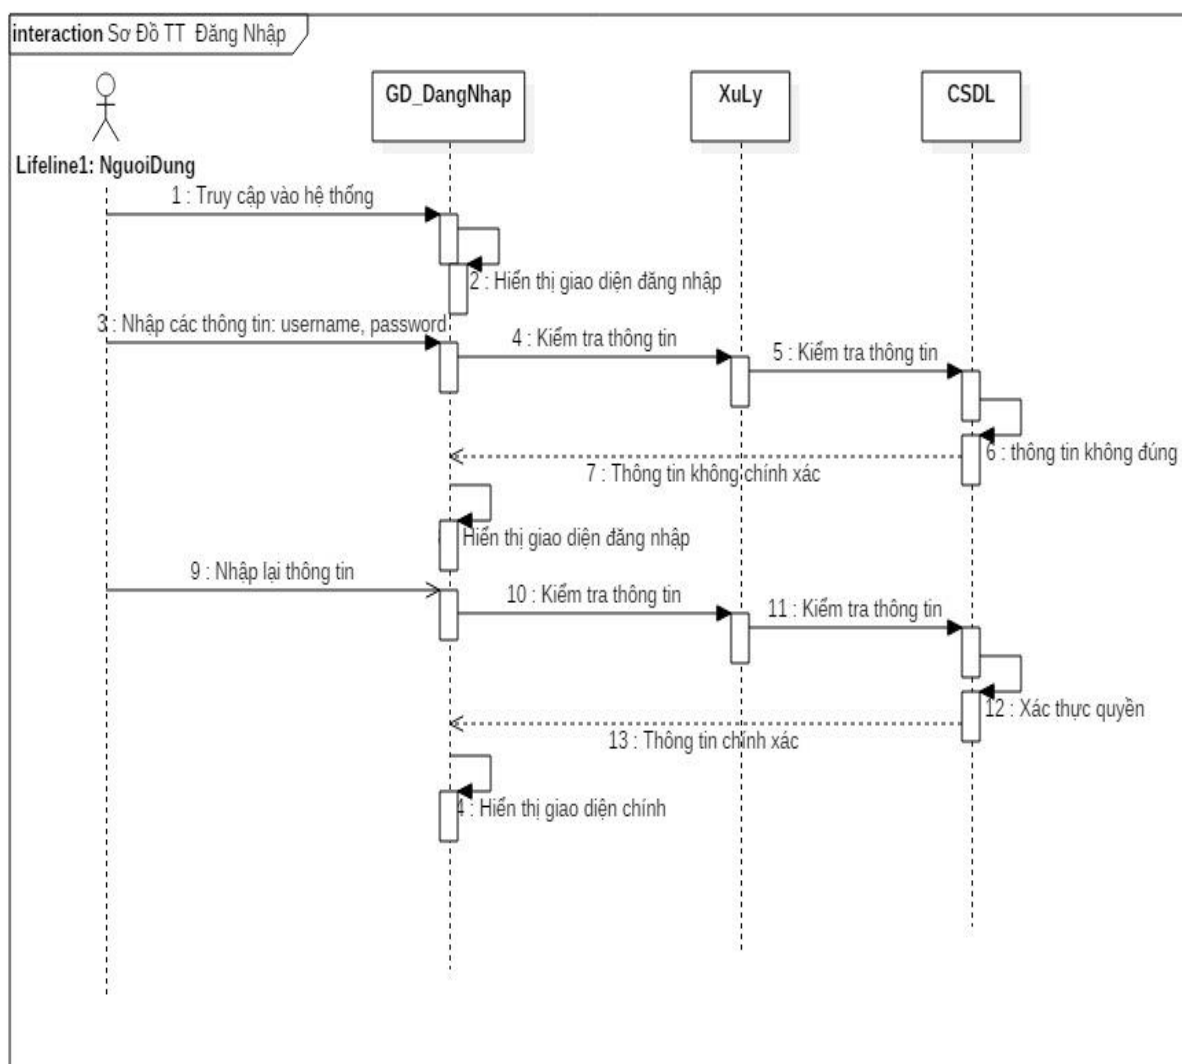 interaction Sơ Đồ TT Đăng Nhập
GD_DangNhap
XuLy
CSDL
Lifeline1: NguoiDung
1 : Truy cập vào hệ thống
2 : Hiển thị giao diện đăng nhập
3 : Nhập các thông tin: username, password
4 : Kiểm tra thông tin
5 : Kiểm tra thông tin
6 : thông tin không đúng
7 : Thông tin không chính xác
Hiển thị giao diện đăng nhập
9 : Nhập lại thông tin
10 : Kiểm tra thông tin
11 : Kiểm tra thông tin
12 : Xác thực quyền
13 : Thông tin chính xác
4 : Hiển thị giao diện chính